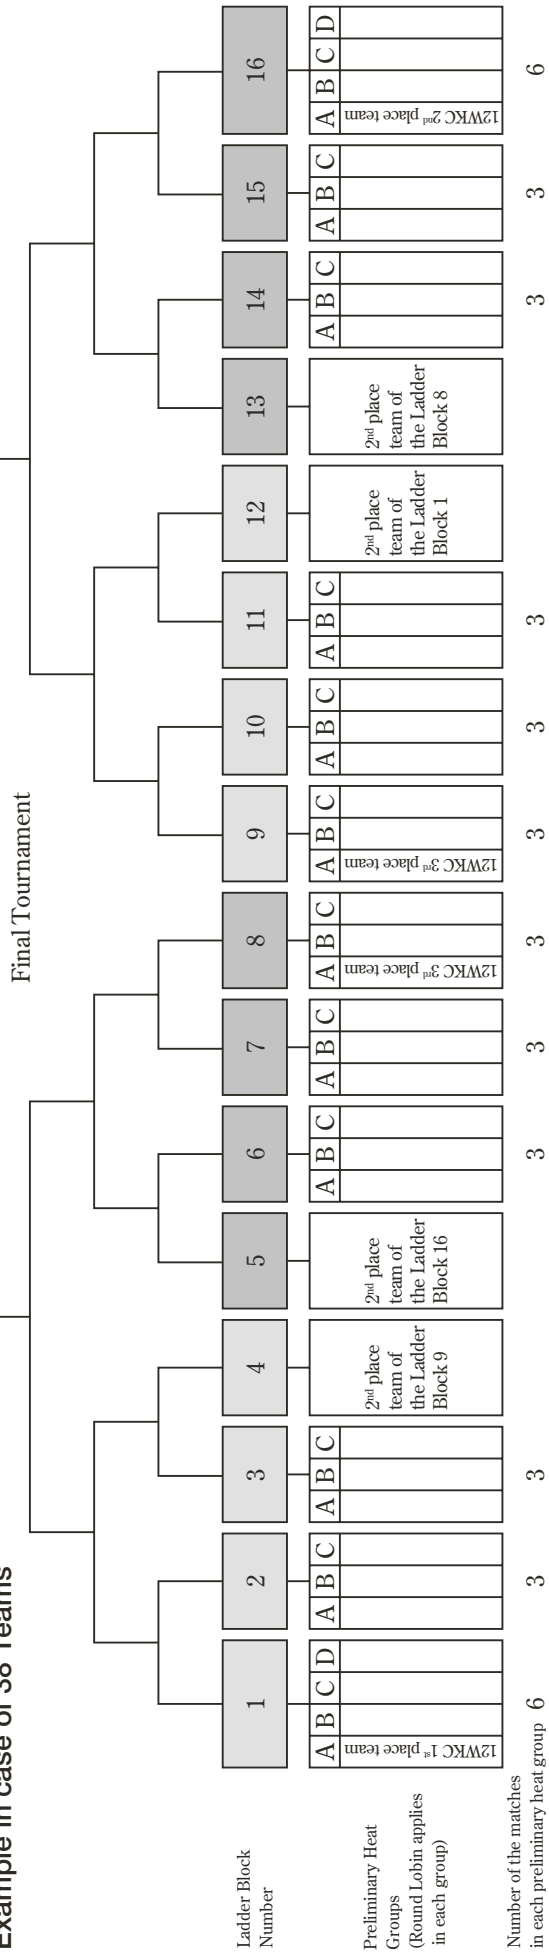 Example in case of 38 Teams
Final Tournament
Ladder Block
Number
1
2
3
4
5
6
7
8
9
10
11
12
13
14
15
16
Preliminary Heat
Groups
(Round Lobin applies
in each group)
A B C D
12WKC 1st place team
A B C
A B C
2nd place
team of
the Ladder
Block 9
2nd place
team of
the Ladder
Block 16
A B C
A B C
A B C
12WKC 3rd place team
A B C
12WKC 3rd place team
A B C
A B C
2nd place
team of
the Ladder
Block 1
2nd place
team of
the Ladder
Block 8
A B C
A B C
A B C D
12WKC 2nd place team
Number of the matches
in each preliminary heat group
6
3
3
3
3
3
3
3
3
3
3
6